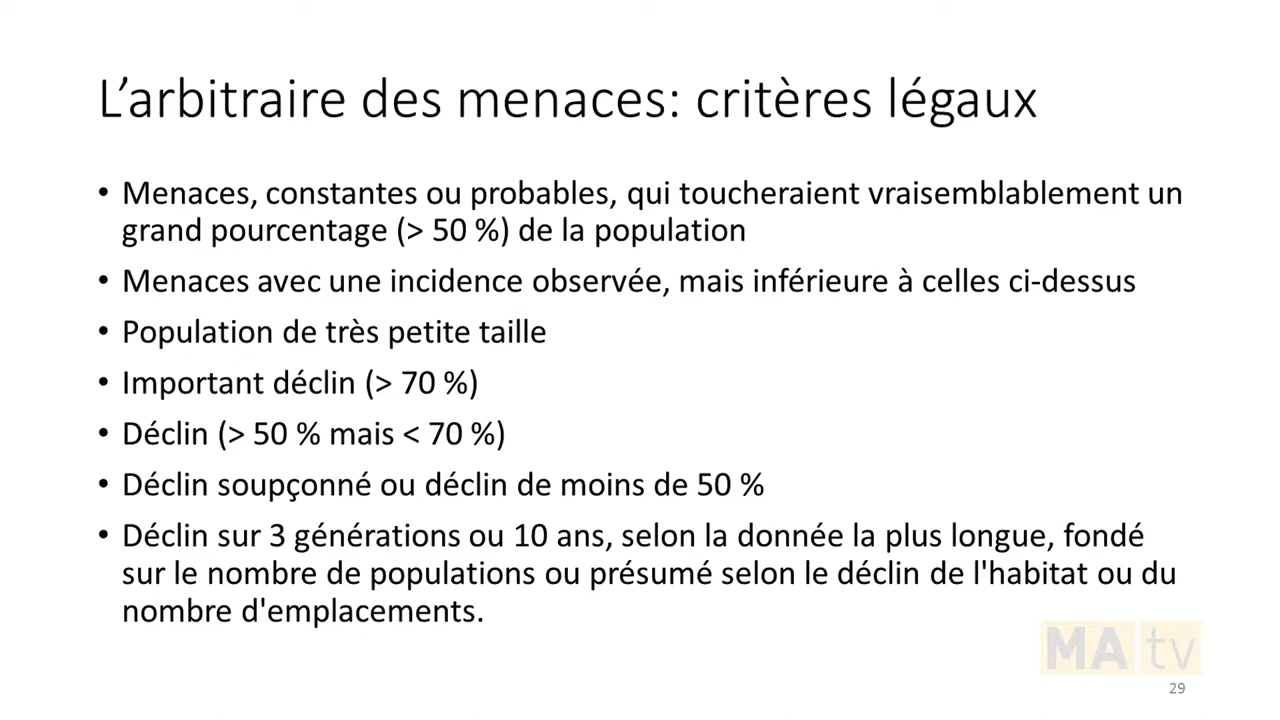 L’arbitraire des menaces: critères légaux
• Menaces, constantes ou probables, qui toucheraient vraisemblablement un
grand pourcentage (> 50 %) de la population
• Menaces avec une incidence observée, mais inférieure à celles ci-dessus
• Population de très petite taille
• Important déclin (> 70 %)
• Déclin (> 50 % mais < 70 %)
• Déclin soupçonné ou déclin de moins de 50 %
• Déclin sur 3 générations ou 10 ans, selon la donnée la plus longue, fondé
sur le nombre de populations ou présumé selon le déclin de l'habitat ou du
nombre d'emplacements.
MAtv
29